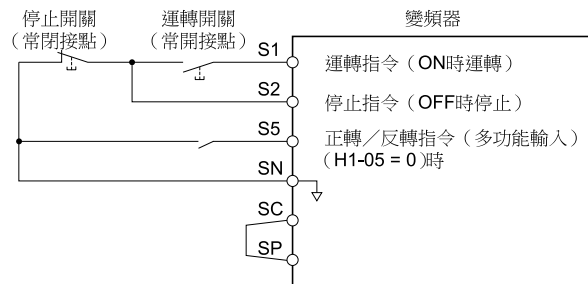 停止開關
（常閉接點）
運轉開關
（常開接點）
變頻器
S1
運轉指令（ON時運轉）
S2
停止指令（OFF時停止）
S5
正轉／反轉指令（多功能輸入）
（H1-05 = 0）時
SN
SC
SP